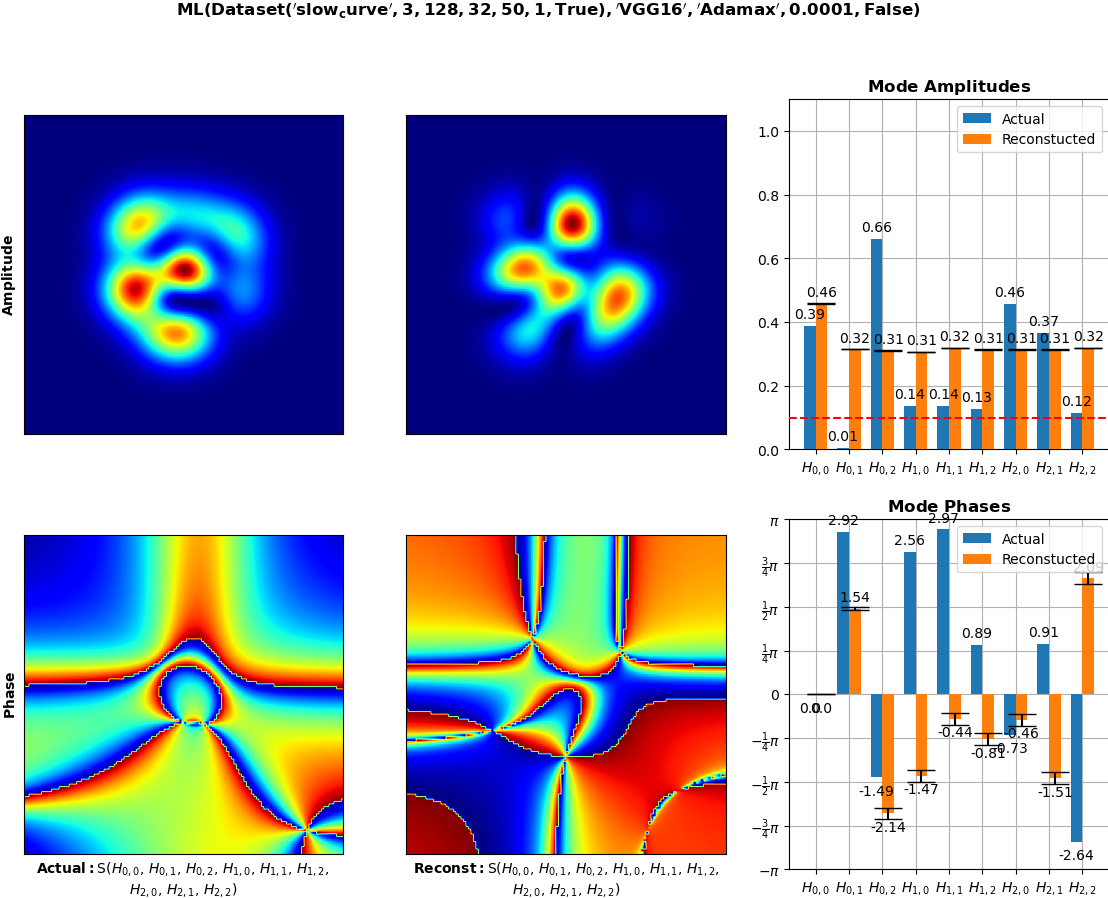 ML(Dataset('slow_curve', 3, 128, 32, 50, 1, True), 'VGG16', 'Adamax', 0.0001, False)
Amplitude
Mode Amplitudes
Actual
Reconstucted
1.0
0.8
0.6
0.4
0.2
0.0
0.39
0.01
0.66
0.14
0.14
0.13
0.46
0.37
0.12
0.46
0.32
0.31
0.31
0.32
0.31
0.31
0.31
0.32
H0,0 H0,1 H0,2 H1,0 H1,1 H1,2 H2,0 H2,1 H2,2
Phase
Actual: S(H0,0, H0,1, H0,2, H1,0, H1,1, H1,2,
H2,0, H2,1, H2,2)
Reconst: S(H0,0, H0,1, H0,2, H1,0, H1,1, H1,2,
H2,0, H2,1, H2,2)
Mode Phases
Actual
Reconstucted
π
3/4π
1/2π
1/4π
0
−1/4π
−1/2π
−3/4π
−π
0.0
2.92
-1.49
2.56
2.97
0.89
-0.73
0.91
-2.64
0.0
1.54
-2.14
-1.47
-0.44
-0.81
-0.46
-1.51
H0,0 H0,1 H0,2 H1,0 H1,1 H1,2 H2,0 H2,1 H2,2